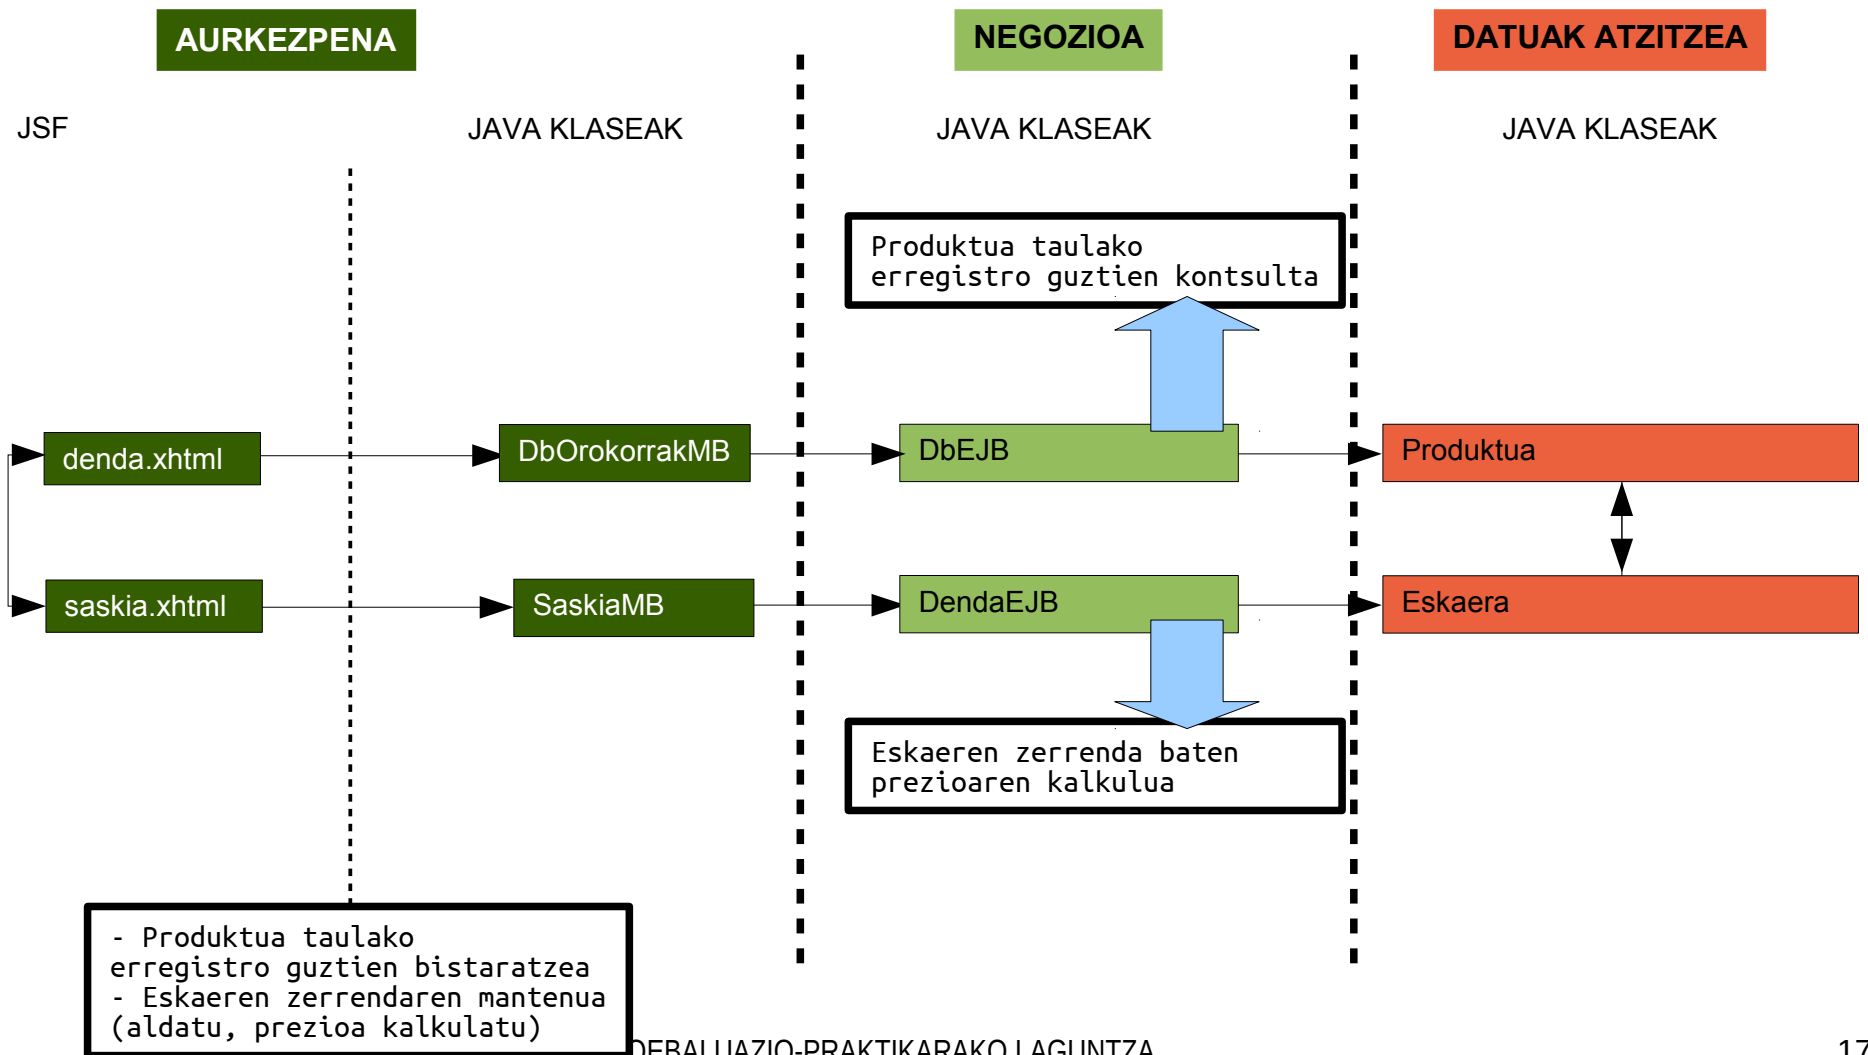 AURKEZPENA
NEGOZIOA
DATUAK ATZITZEA
JSF
JAVA KLASEAK
JAVA KLASEAK
JAVA KLASEAK
Produktua taulako
erregistro guztien kontsulta
denda.xhtml
DbOrokorrakMB
DbEJB
Produktua
saskia.xhtml
SaskiaMB
DendaEJB
Eskaera
Eskaeren zerrenda baten
prezioaren kalkulua
- Produktua taulako
erregistro guztien bistaratzea
- Eskaeren zerrendaren mantenua
(aldatu, prezioa kalkulatu)
LAGUNTZA
17